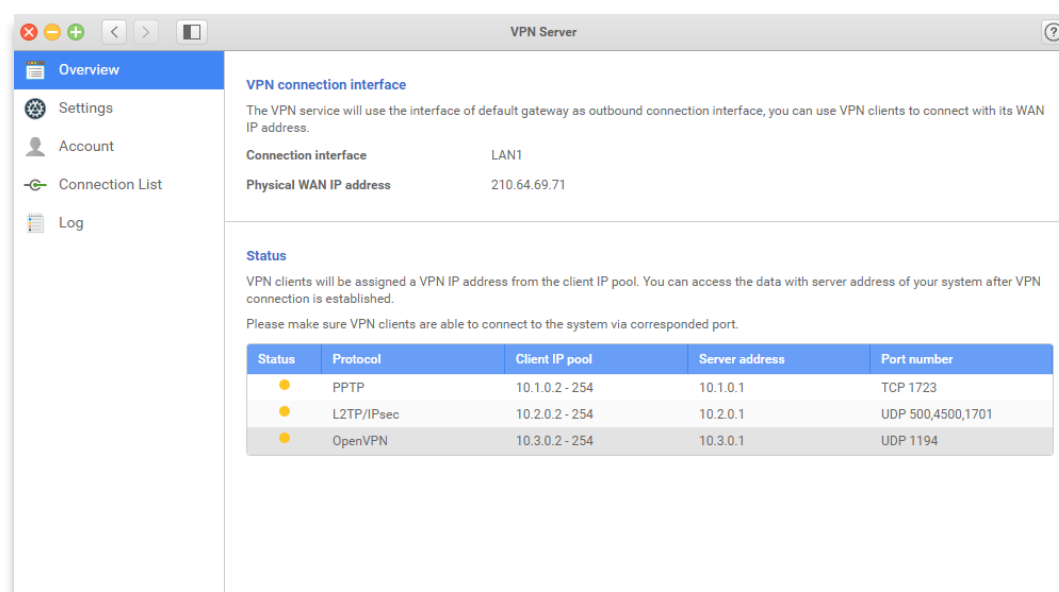 VPN Server
Overview
Settings
Account
Connection List
Log
VPN connection interface
The VPN service will use the interface of default gateway as outbound connection interface, you can use VPN clients to connect with its WAN
IP address.
Connection interface LAN1
Physical WAN IP address 210.64.69.71
Status
VPN clients will be assigned a VPN IP address from the client IP pool. You can access the data with server address of your system after VPN
connection is established.
Please make sure VPN clients are able to connect to the system via corresponded port.
Status Protocol Client IP pool Server address Port number
PPTP 10.1.0.2 - 254 10.1.0.1 TCP 1723
L2TP/IPsec 10.2.0.2 - 254 10.2.0.1 UDP 500,4500,1701
OpenVPN 10.3.0.2 - 254 10.3.0.1 UDP 1194